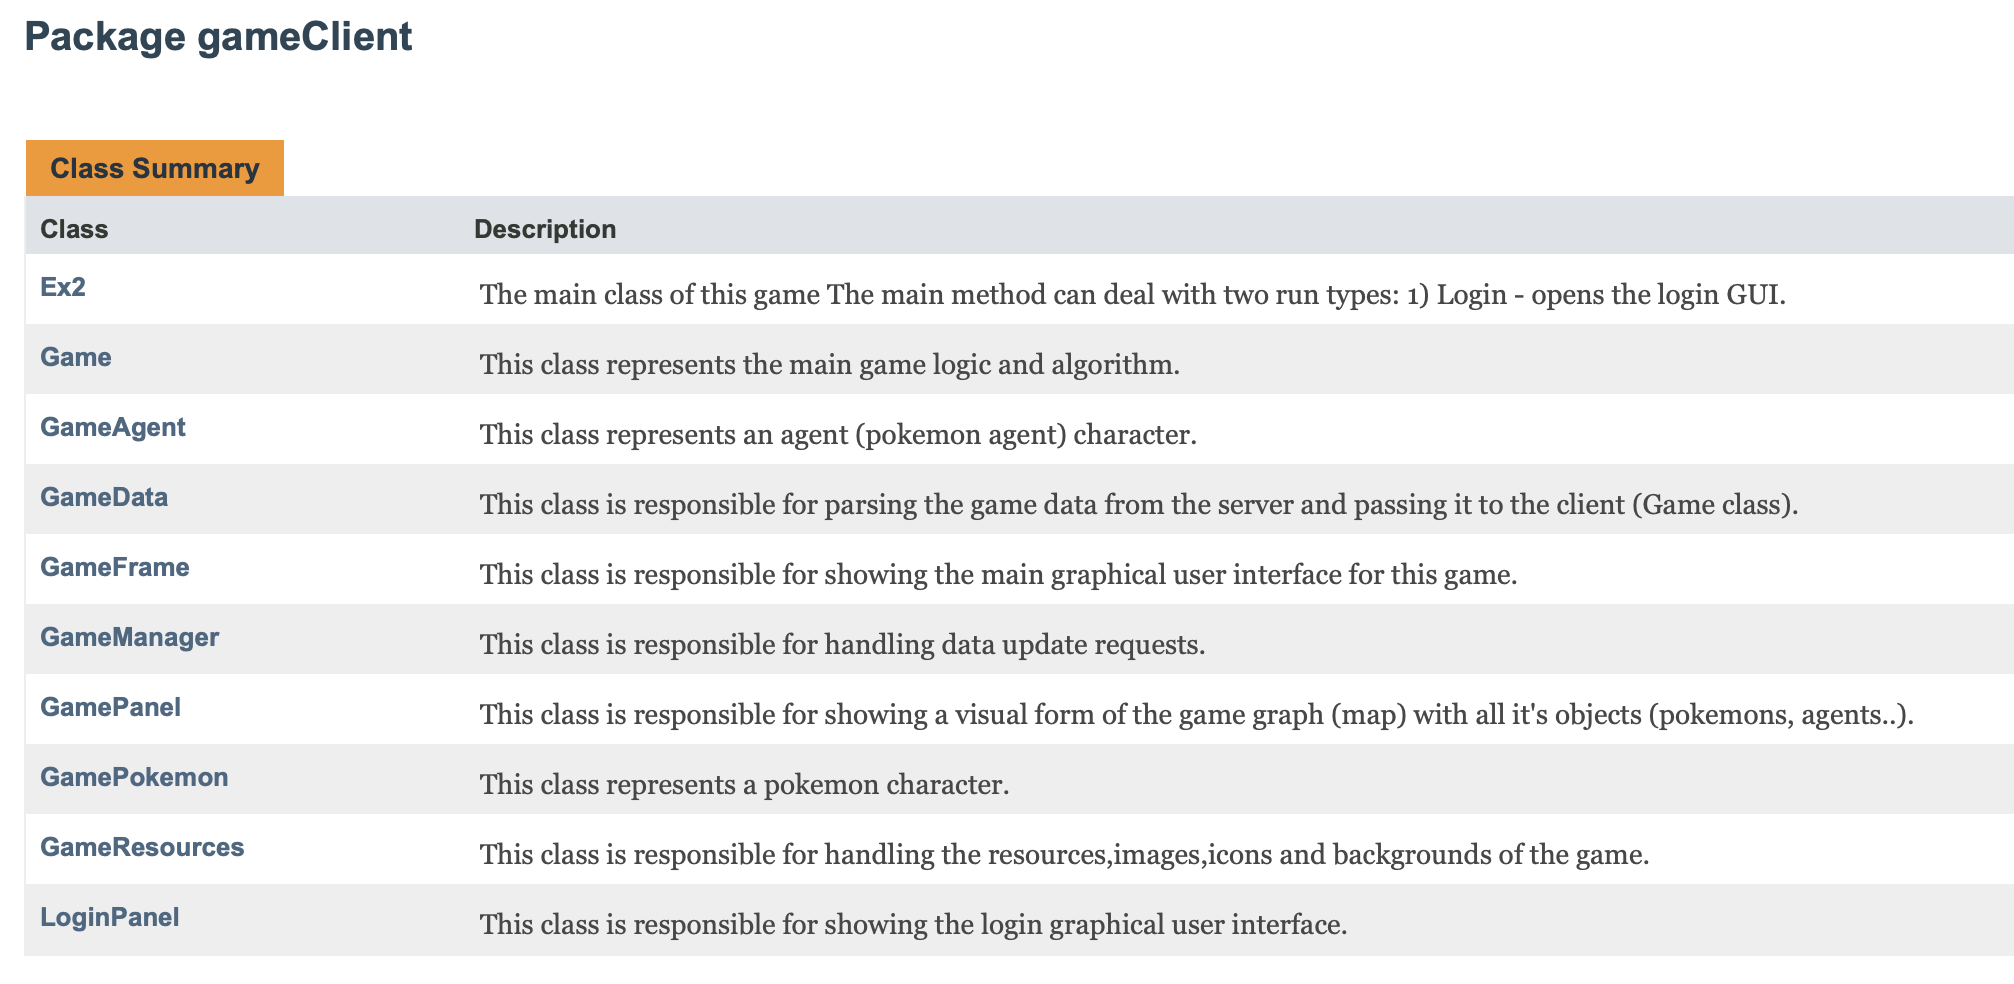 Package gameClient
Class Summary
Class Description
Ex2 The main class of this game The main method can deal with two run types: 1) Login - opens the login GUI.
Game This class represents the main game logic and algorithm.
GameAgent This class represents an agent (pokemon agent) character.
GameData This class is responsible for parsing the game data from the server and passing it to the client (Game class).
GameFrame This class is responsible for showing the main graphical user interface for this game.
GameManager This class is responsible for handling data update requests.
GamePanel This class is responsible for showing a visual form of the game graph (map) with all it's objects (pokemons, agents..).
GamePokemon This class represents a pokemon character.
GameResources This class is responsible for handling the resources,images,icons and backgrounds of the game.
LoginPanel This class is responsible for showing the login graphical user interface.